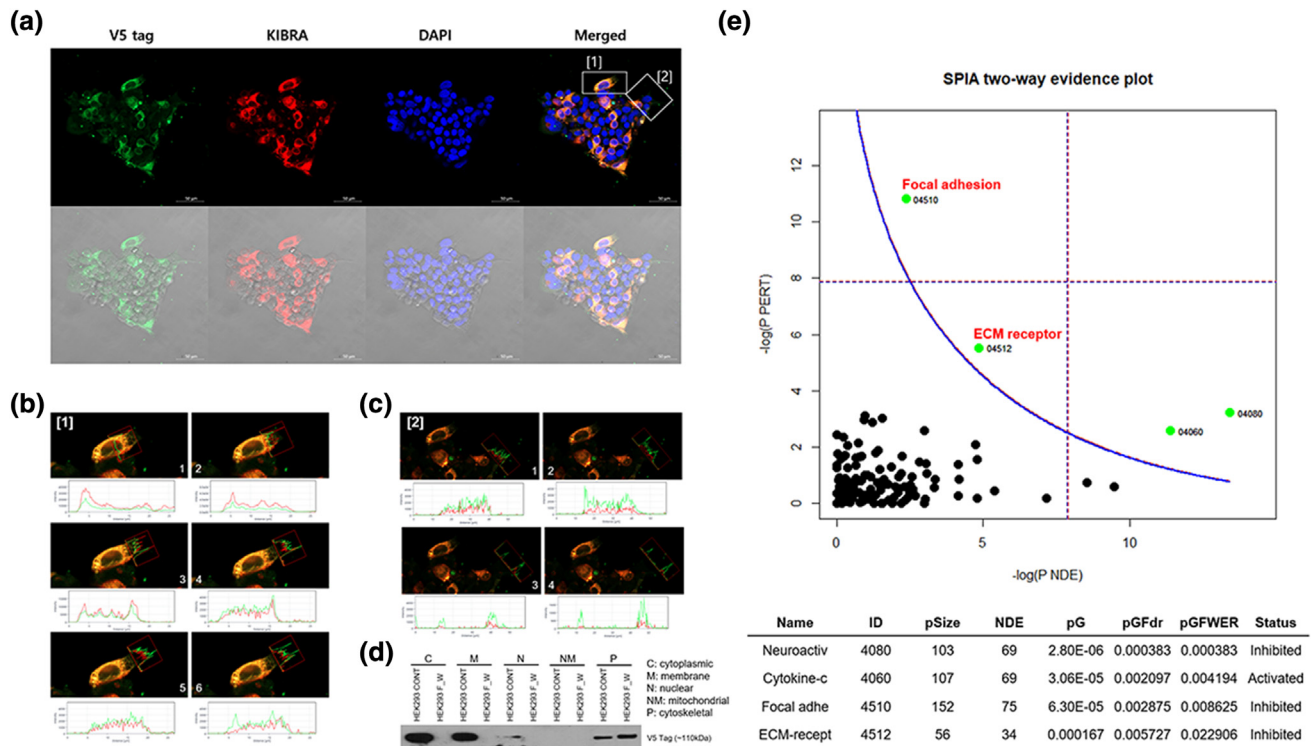 (a)
V5 tag KIBRA DAPI Merged
[1]
[2]
(b)
[1]
1 2
3 4
5 6
(c)
[2]
1 2
3 4
(d)
C M N NM P
HEK293 CONT HEK293 F_W HEK293 CONT HEK293 F_W HEK293 CONT HEK293 F_W HEK293 CONT HEK293 F_W HEK293 CONT HEK293 F_W
C: cytoplasmic
M: membrane
N: nuclear
NM: mitochondrial
P: cytoskeletal
V5 Tag (~110kDa)
(e)
SPIA two-way evidence plot
-log(P PERT)
12
10
8
6
4
2
0
Focal adhesion
04510
ECM receptor
04512
04080
04060
0 5 10
-log(P NDE)
Name ID pSize NDE pG pGFdr pGFWER Status
Neuroactiv 4080 103 69 2.80E-06 0.000383 0.000383 Inhibited
Cytokine-c 4060 107 69 3.06E-05 0.002097 0.004194 Activated
Focal adhe 4510 152 75 6.30E-05 0.002875 0.008625 Inhibited
ECM-recept 4512 56 34 0.000167 0.005727 0.022906 Inhibited